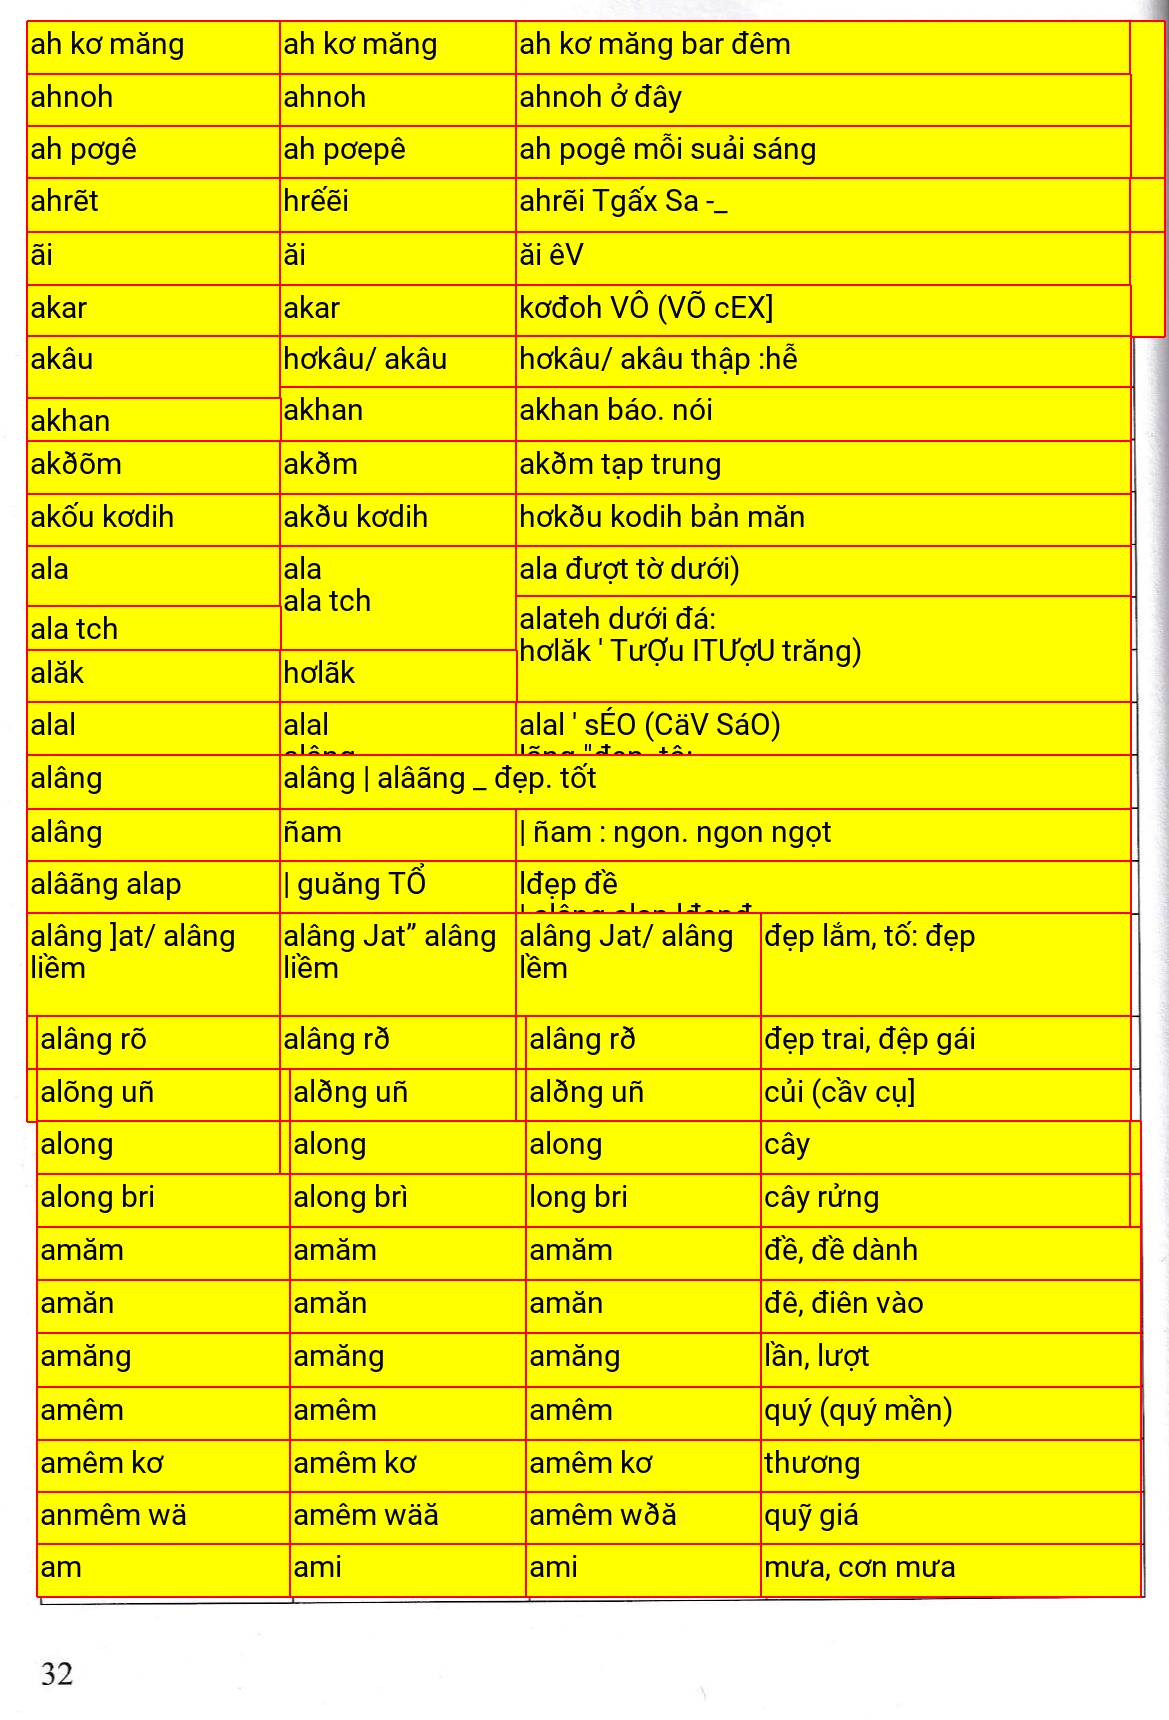 ah kơ măng ah kơ măng ah kơ măng bar đêm
ahnoh ahnoh ahnoh ở đây
ah pơgê ah pơepê ah pogê mỗi suải sáng
ahrẽt hrếẽi ahrẽi Tgấx Sa -_
ãi ăi ăi êV
akar akar kơđoh VÔ (VÕ cEX]
akâu hơkâu/ akâu hơkâu/ akâu thập :hễ
akhan akhan akhan báo. nói
akðõm akðm akðm tạp trung
akốu kơdih akðu kơdih hơkðu kodih bản măn
ala ala ala đượt tờ dưới)
ala tch ala tch alateh dưới đá:
hơlăk ' TưỢu ITƯợU trăng)
alăk hơlãk
alal alal alal ' sÉO (CäV SáO)
alâng alâng | alâãng _ đẹp. tốt
alâng ñam | ñam : ngon. ngon ngọt
alâãng alap | guăng TỔ lđẹp đề
alâng ]at/ alâng alâng Jat” alâng alâng Jat/ alâng đẹp lắm, tố: đẹp
liềm liềm lềm
alâng rõ alâng rð alâng rð đẹp trai, đệp gái
alõng uñ alðng uñ alðng uñ củi (cầv cụ]
along along along cây
along bri along brì long bri cây rửng
amăm amăm amăm đề, đề dành
amăn amăn amăn đê, điên vào
amăng amăng amăng lần, lượt
amêm amêm amêm quý (quý mền)
amêm kơ amêm kơ amêm kơ thương
anmêm wä amêm wäă amêm wðă quỹ giá
am ami ami mưa, cơn mưa
32